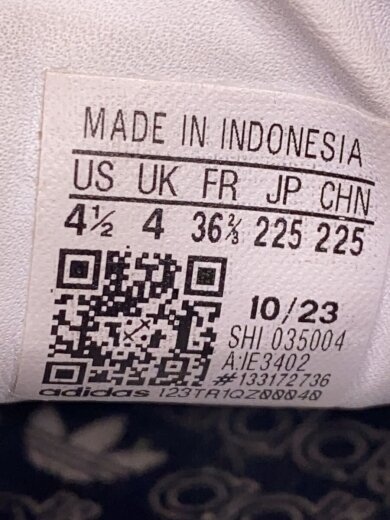 MADE IN INDONESIA
US UK FR JP CHN
4½ 4 36⅔ 225 225
10/23
SHI 035004
A:IE3402
#133172736
adidas 123TR1QZ00040